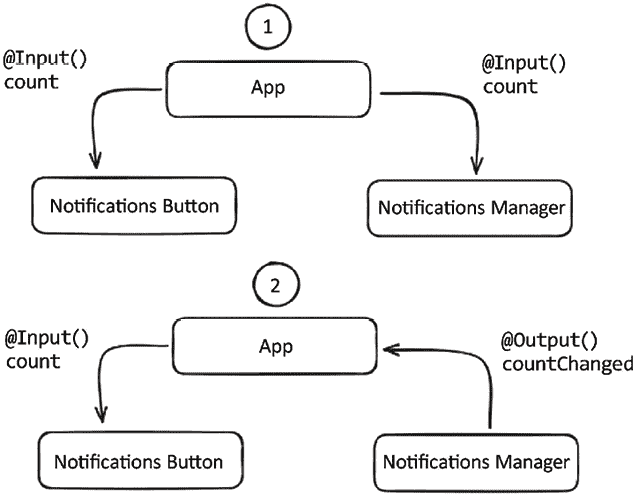 1
@Input()
count
App
@Input()
count
Notifications Button
Notifications Manager
2
@Input()
count
App
@Output()
countChanged
Notifications Button
Notifications Manager